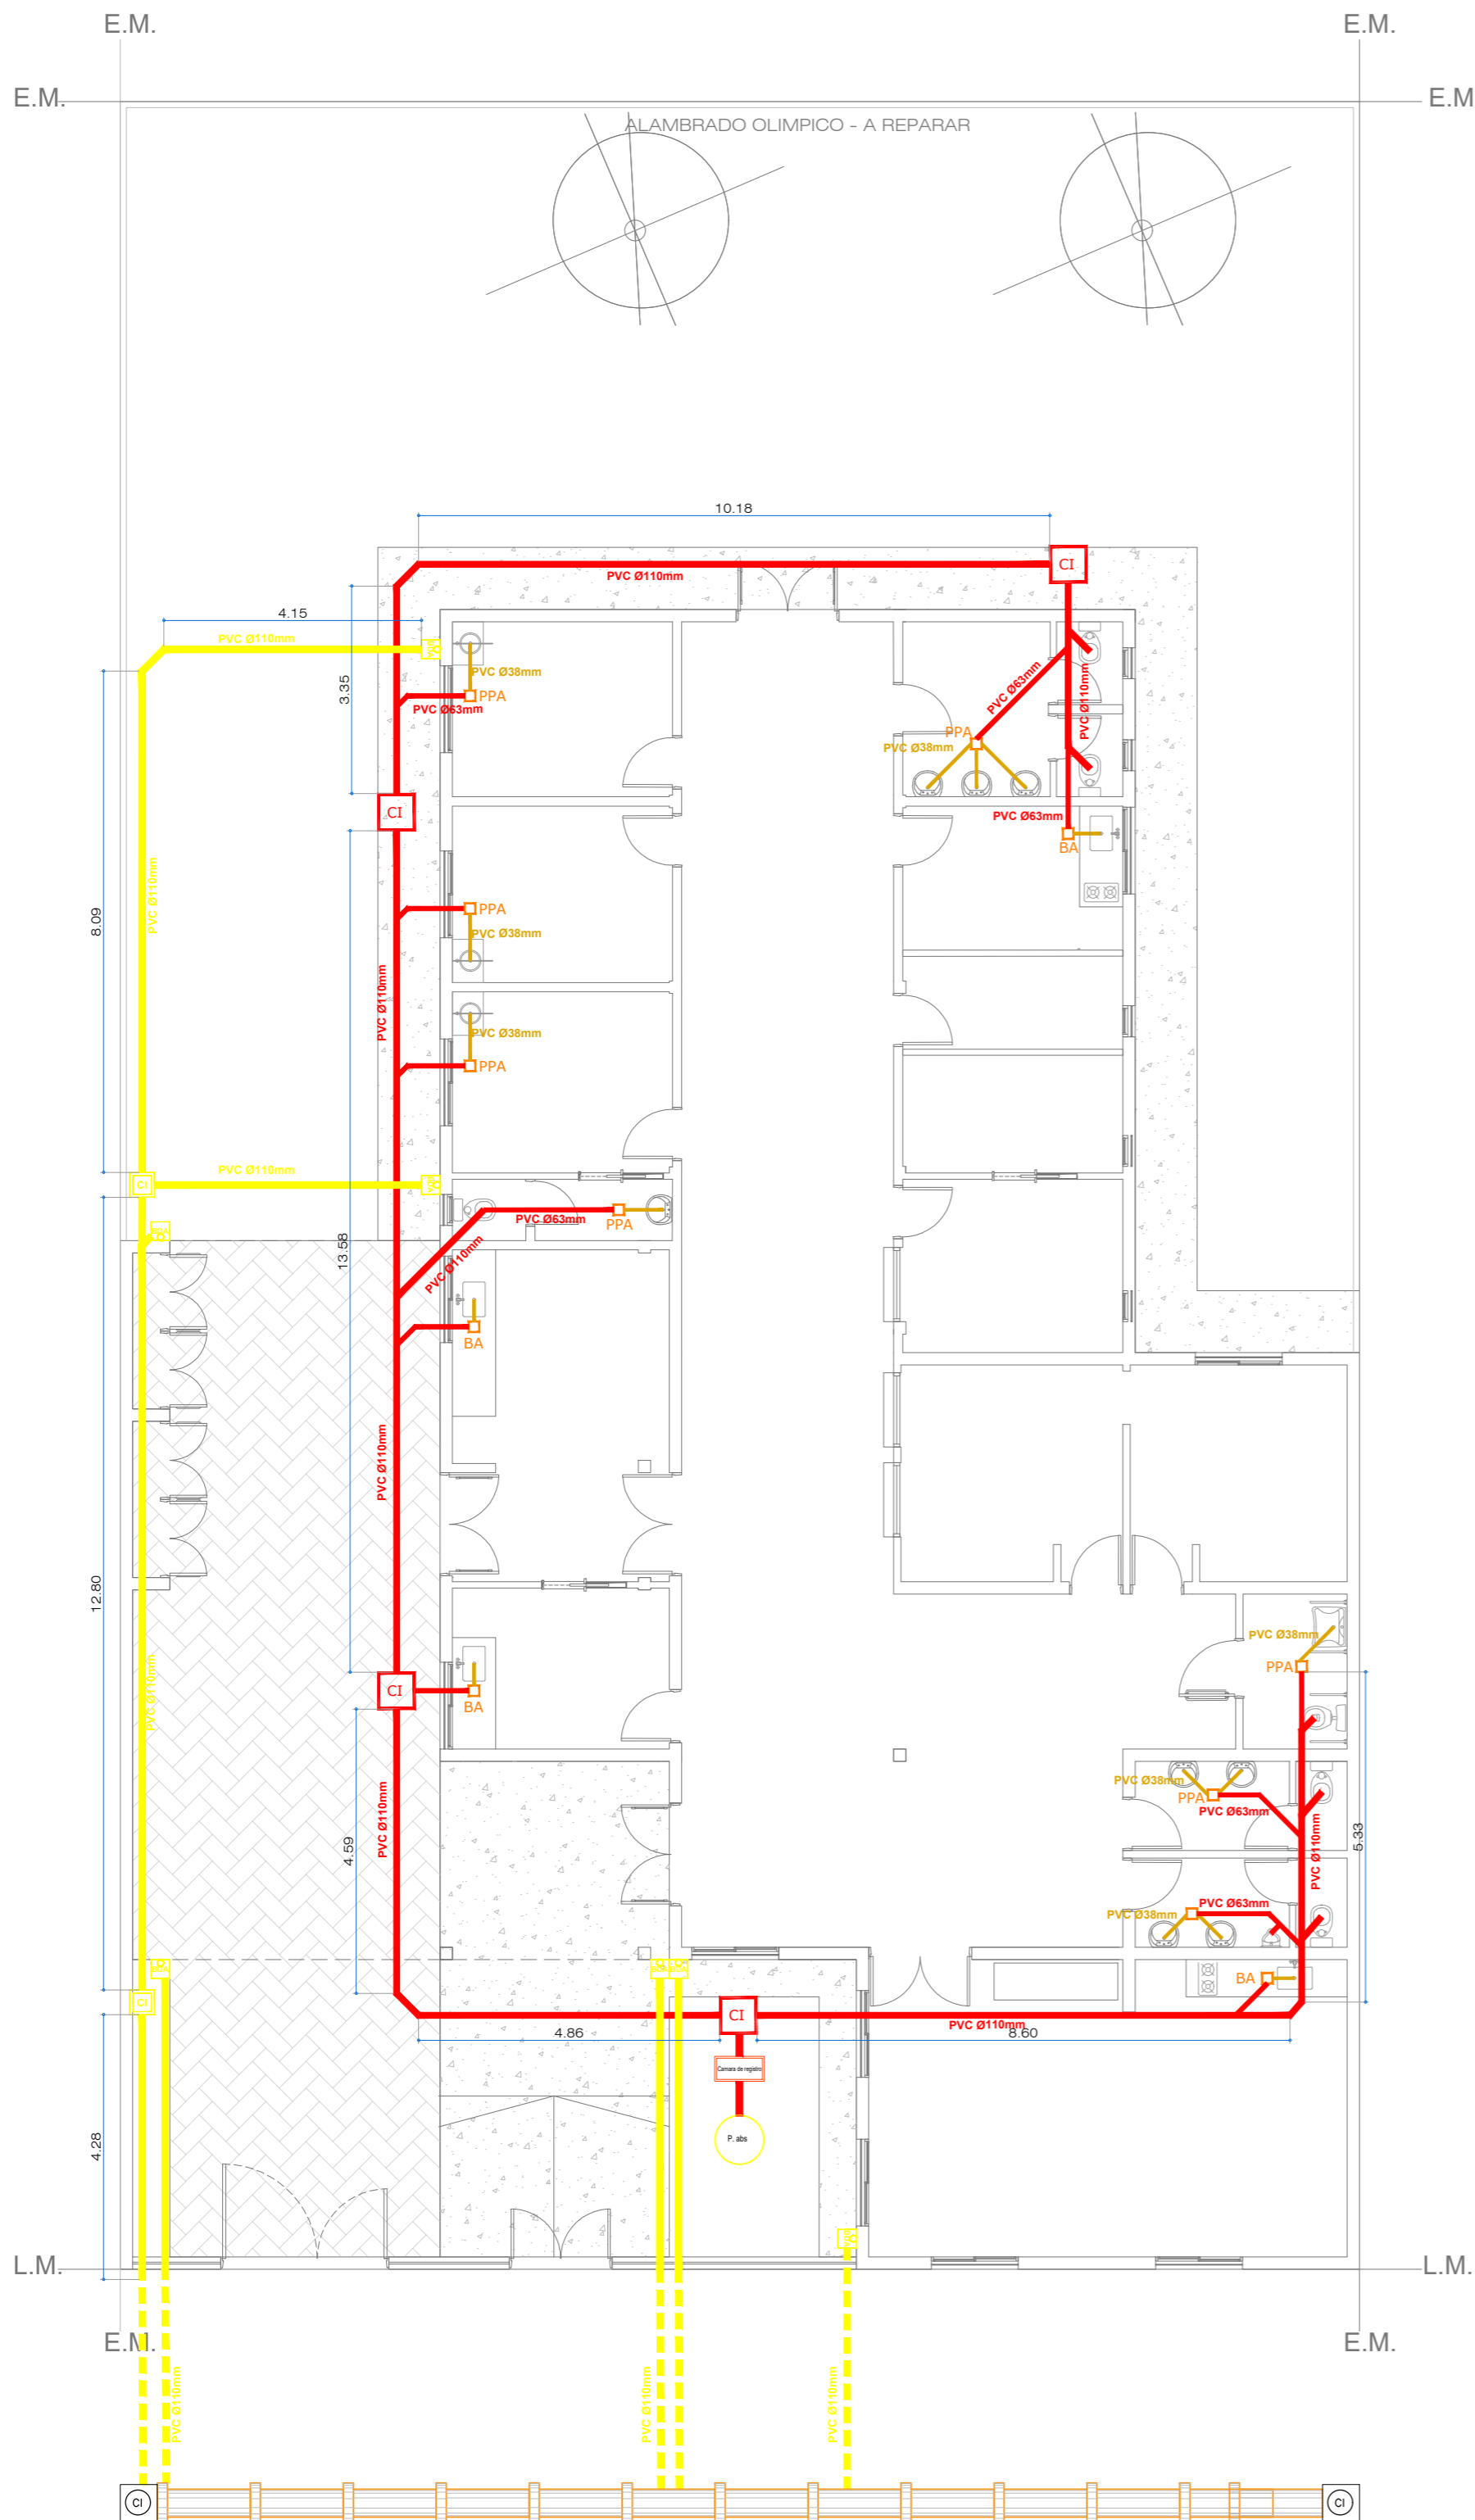 E.M.
E.M.
E.M.
E.M
ALAMBRADO OLIMPICO - A REPARAR
10.18
CI
PVC Ø110mm
4.15
PVC Ø110mm
PVC Ø38mm
PPA
PVC Ø63mm
3.35
PVC Ø63mm
PVC Ø110mm
PPA
PVC Ø38mm
CI
PVC Ø63mm
BA
PVC Ø110mm
8.09
PPA
PVC Ø38mm
PVC Ø110mm
PVC Ø38mm
PPA
CI
PVC Ø110mm
PVC Ø63mm
PPA
13.58
PVC Ø110mm
BA
PVC Ø110mm
12.80
PVC Ø110mm
CI
BA
PVC Ø38mm
PPA
PVC Ø38mm
PPA
PVC Ø63mm
PVC Ø110mm
5.33
PVC Ø110mm
4.59
PVC Ø63mm
PVC Ø38mm
BA
CI
CI
PVC Ø110mm
4.86
8.60
Camara de registro
P. abs
4.28
L.M.
L.M.
E.M.
E.M.
PVC Ø110mm
PVC Ø110mm
PVC Ø110mm
CI
CI